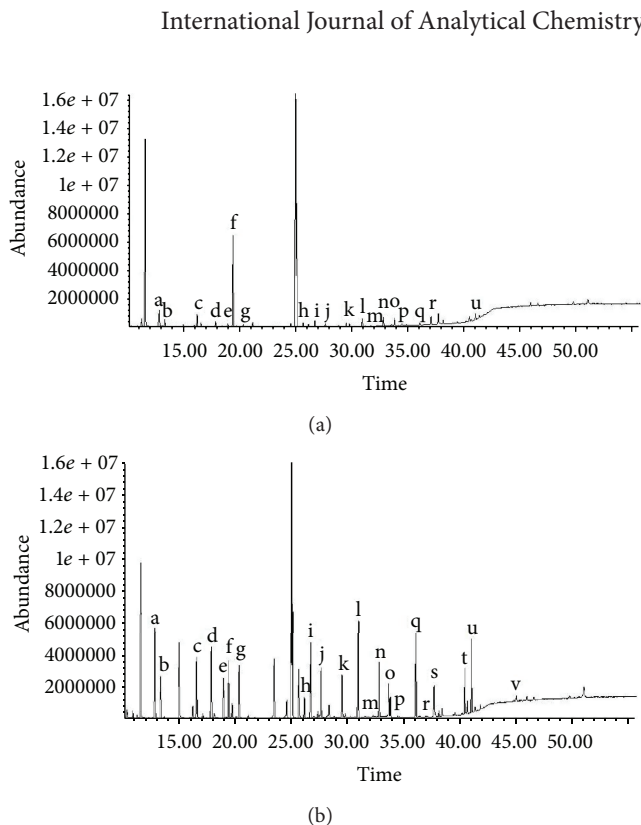 International Journal of Analytical Chemistry
1.6e + 07
1.4e + 07
1.2e + 07
1e + 07
8000000
6000000
4000000
2000000
Abundance
a b c d e f g h i j k l m n o p q r u
15.00 20.00 25.00 30.00 35.00 40.00 45.00 50.00
Time
(a)
1.6e + 07
1.4e + 07
1.2e + 07
1e + 07
8000000
6000000
4000000
2000000
Abundance
a b c d e f g h i j k l m n o p q r s t u v
15.00 20.00 25.00 30.00 35.00 40.00 45.00 50.00
Time
(b)